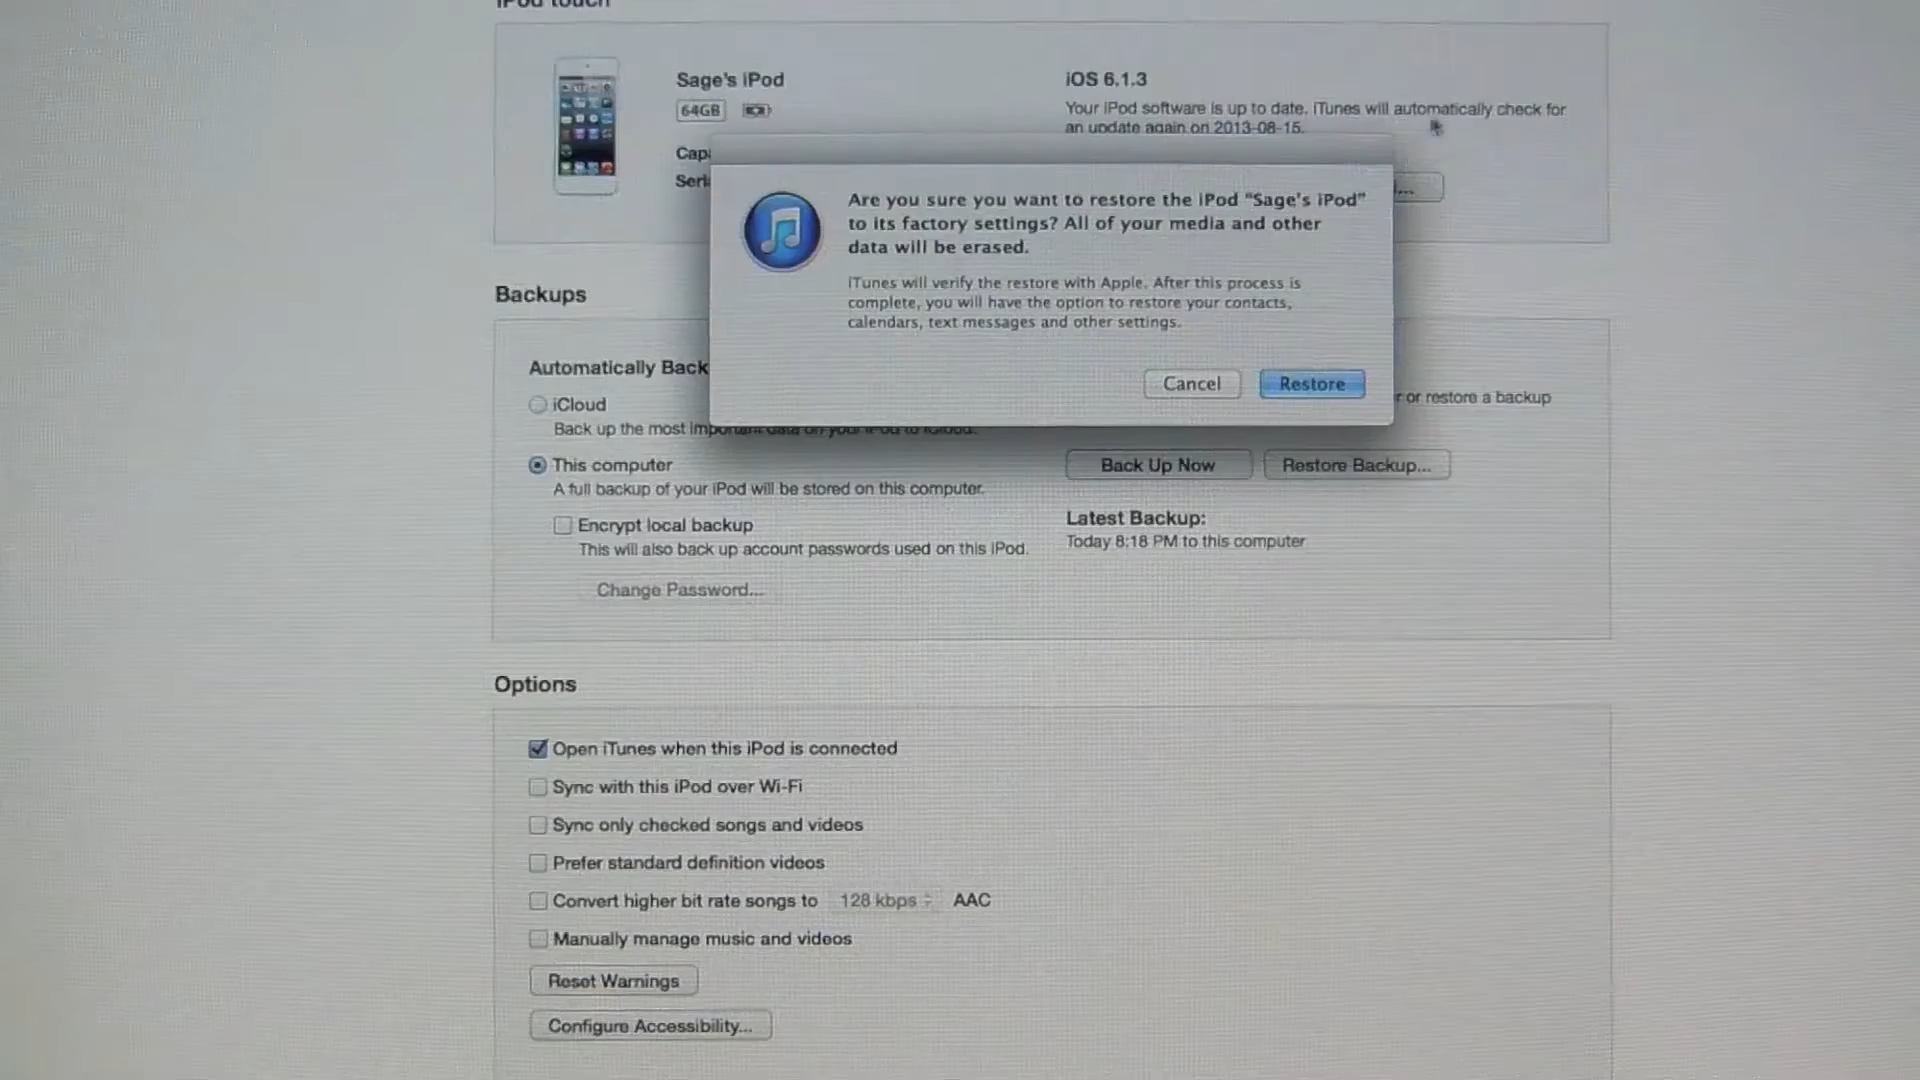 iPod touch
Sage's iPod
64GB
iOS 6.1.3
Your iPod software is up to date. iTunes will automatically check for
an update again on 2013-08-15.
Are you sure you want to restore the iPod "Sage's iPod"
to its factory settings? All of your media and other
data will be erased.
iTunes will verify the restore with Apple. After this process is
complete, you will have the option to restore your contacts,
calendars, text messages and other settings.
Cancel
Restore
Backups
Automatically Back
iCloud
Back up the most important data on your iPod to iCloud.
or restore a backup
This computer
A full backup of your iPod will be stored on this computer.
Encrypt local backup
This will also back up account passwords used on this iPod.
Change Password...
Back Up Now
Restore Backup...
Latest Backup:
Today 8:18 PM to this computer
Options
Open iTunes when this iPod is connected
Sync with this iPod over Wi-Fi
Sync only checked songs and videos
Prefer standard definition videos
Convert higher bit rate songs to 128 kbps AAC
Manually manage music and videos
Reset Warnings
Configure Accessibility...